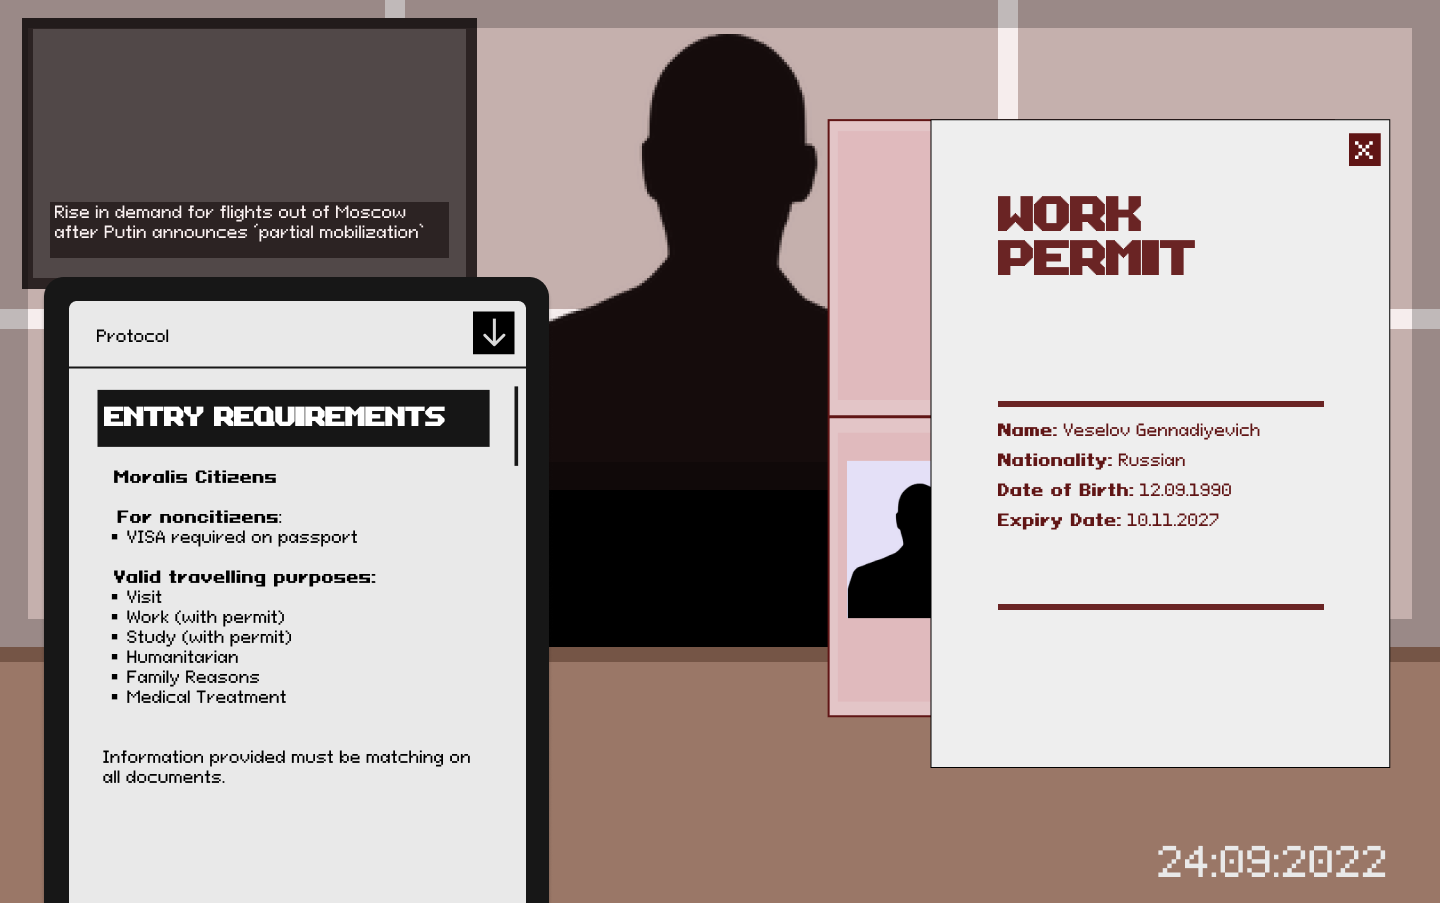 Rise in demand for flights out of Moscow
after Putin announces ´partial mobilization`
Protocol
ENTRY REQUIREMENTS
Moralis Citizens
For noncitizens:
▪ VISA required on passport
Valid travelling purposes:
▪ Visit
▪ Work (with permit)
▪ Study (with permit)
▪ Humanitarian
▪ Family Reasons
▪ Medical Treatment
Information provided must be matching on
all documents.
WORK
PERMIT
Name: Veselov Gennadiyevich
Nationality: Russian
Date of Birth: 12.09.1990
Expiry Date: 10.11.2027
24:09:2022